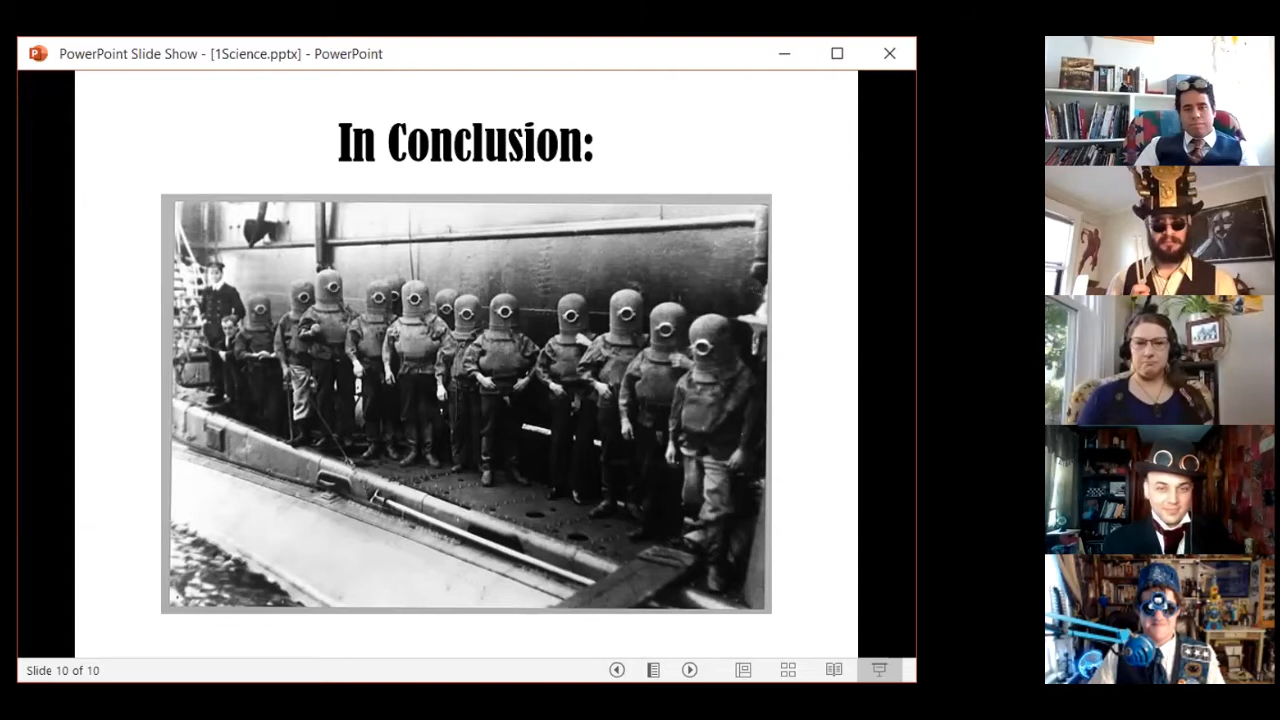 PowerPoint Slide Show - [1Science.pptx] - PowerPoint
In Conclusion:
Slide 10 of 10